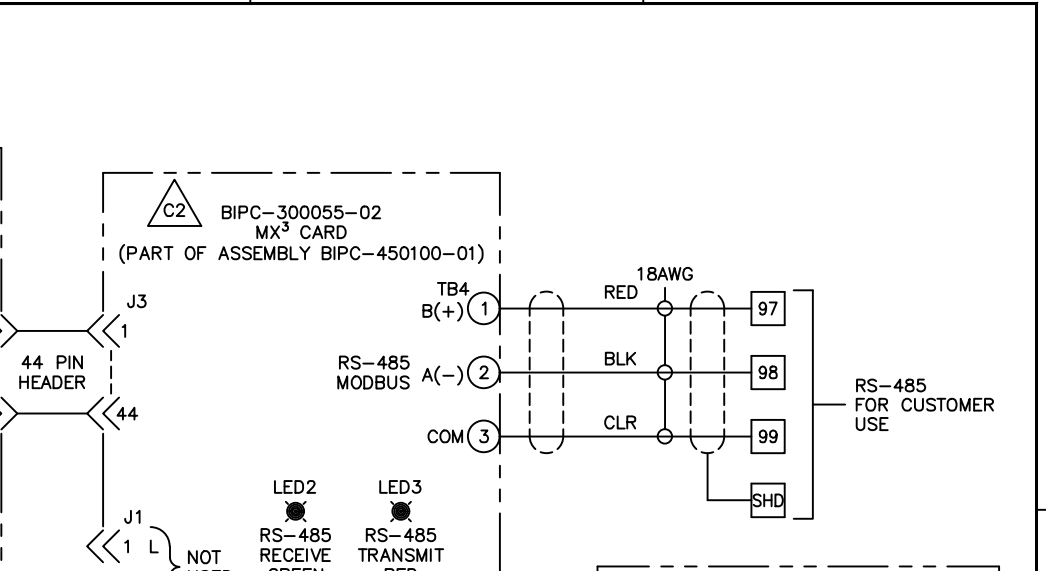 C2
BIPC-300055-02
MX³ CARD
(PART OF ASSEMBLY BIPC-450100-01)
18AWG
J3
TB4
B(+)
1
RED
97
1
44 PIN
HEADER
RS-485
MODBUS
A(-)
2
BLK
98
RS-485
FOR CUSTOMER
USE
44
COM
3
CLR
99
SHD
LED2
LED3
J1
1
L
RS-485
RECEIVE
RS-485
TRANSMIT
NOT